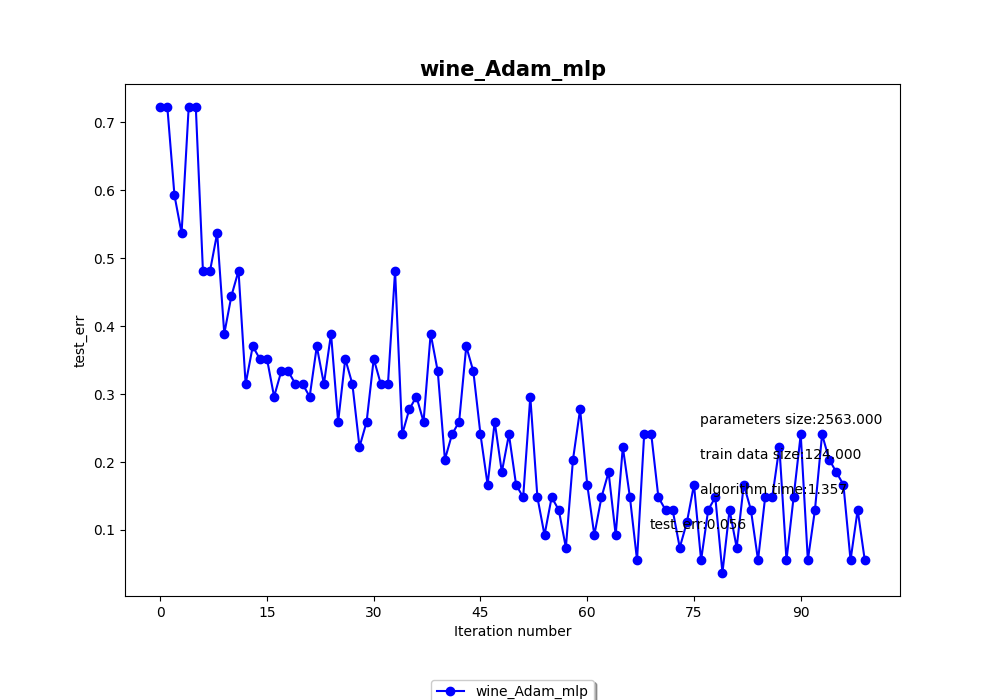 wine_Adam_mlp
0.7
0.6
0.5
0.4
0.3
0.2
0.1
test_err
parameters size:2563.000
train data size:124.000
algorithm time:1.357
test_err:0.056
0 15 30 45 60 75 90
Iteration number
wine_Adam_mlp